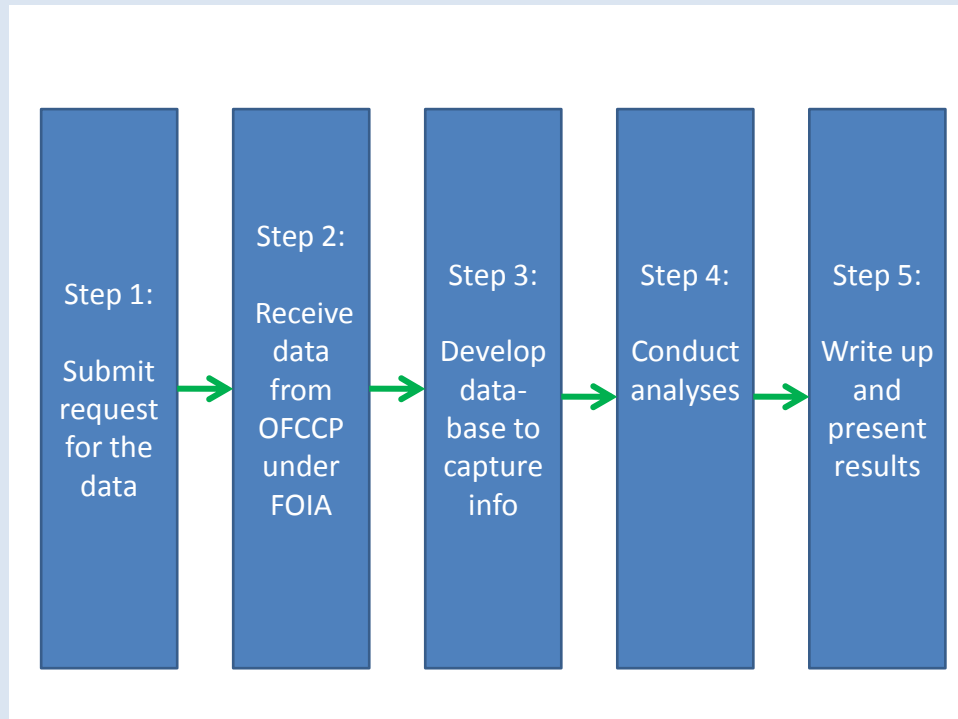 Step 1:
Submit
request
for the
data
Step 2:
Receive
data
from
OFCCP
under
FOIA
Step 3:
Develop
data-
base to
capture
info
Step 4:
Conduct
analyses
Step 5:
Write up
and
present
results